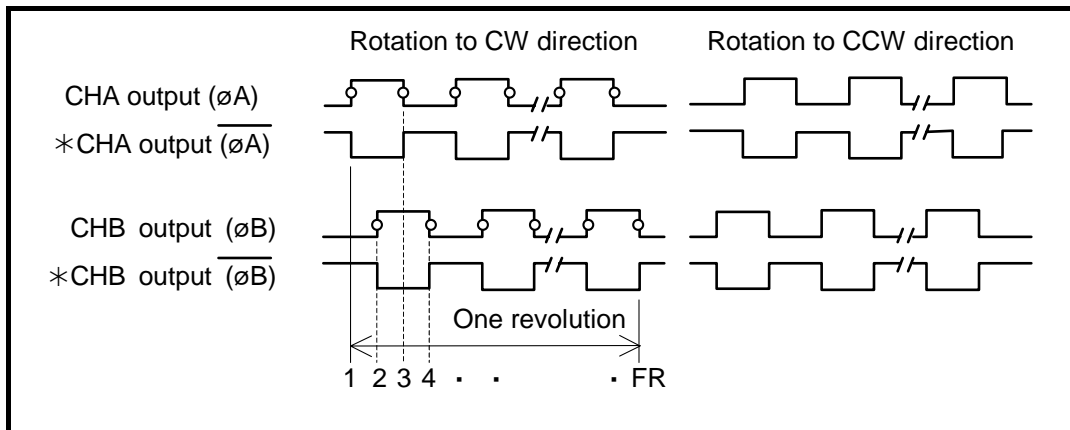 Rotation to CW direction
Rotation to CCW direction
CHA output (øA)
＊CHA output (øA)
CHB output (øB)
＊CHB output (øB)
One revolution
1 2 3 4 · · · FR